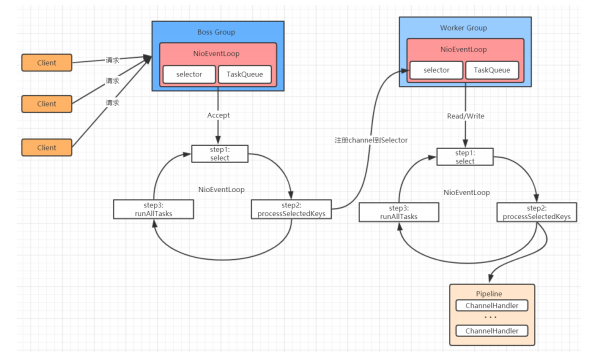 Boss Group
NioEventLoop
selector
TaskQueue
Worker Group
NioEventLoop
selector
TaskQueue
Client
请求
Client
请求
Client
请求
Accept
Read/Write
注册channel到Selector
step1:
select
NioEventLoop
step3:
runAllTasks
step2:
processSelectedKeys
step1:
select
NioEventLoop
step3:
runAllTasks
step2:
processSelectedKeys
Pipeline
ChannelHandler
...
ChannelHandler